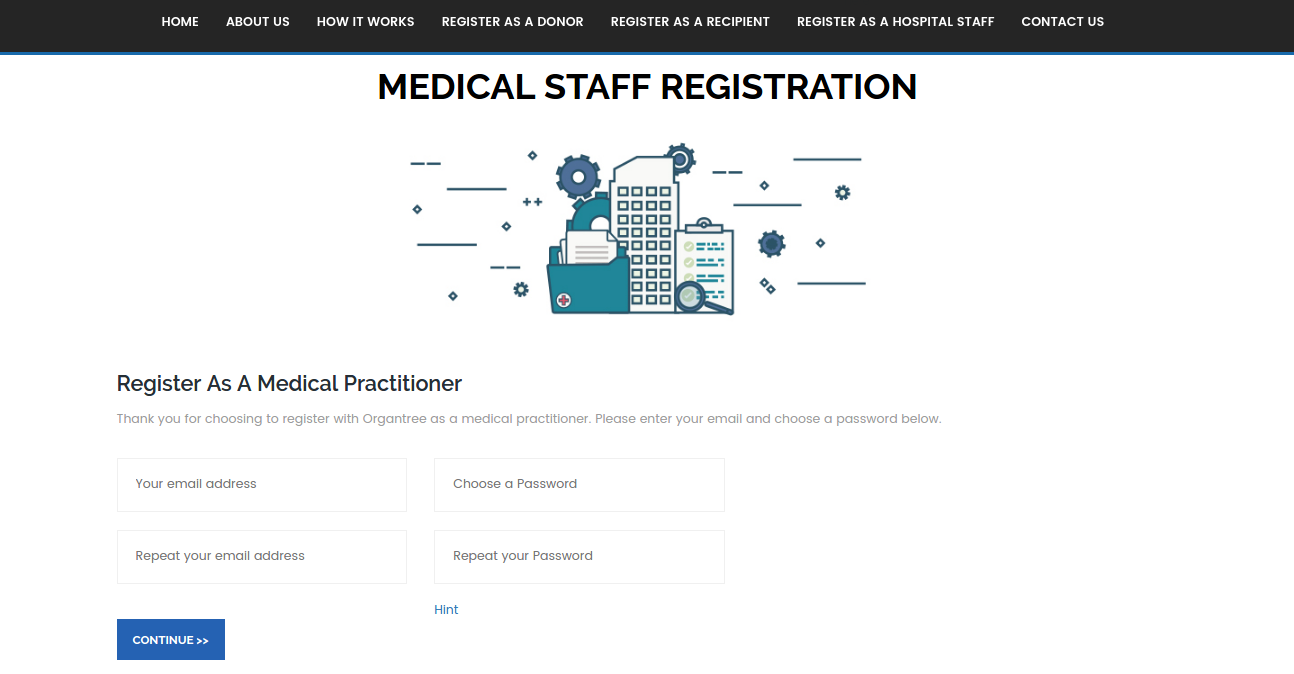 HOME ABOUT US HOW IT WORKS REGISTER AS A DONOR REGISTER AS A RECIPIENT REGISTER AS A HOSPITAL STAFF CONTACT US
MEDICAL STAFF REGISTRATION
Register As A Medical Practitioner
Thank you for choosing to register with Organtree as a medical practitioner. Please enter your email and choose a password below.
Your email address Choose a Password
Repeat your email address Repeat your Password
Hint
CONTINUE >>